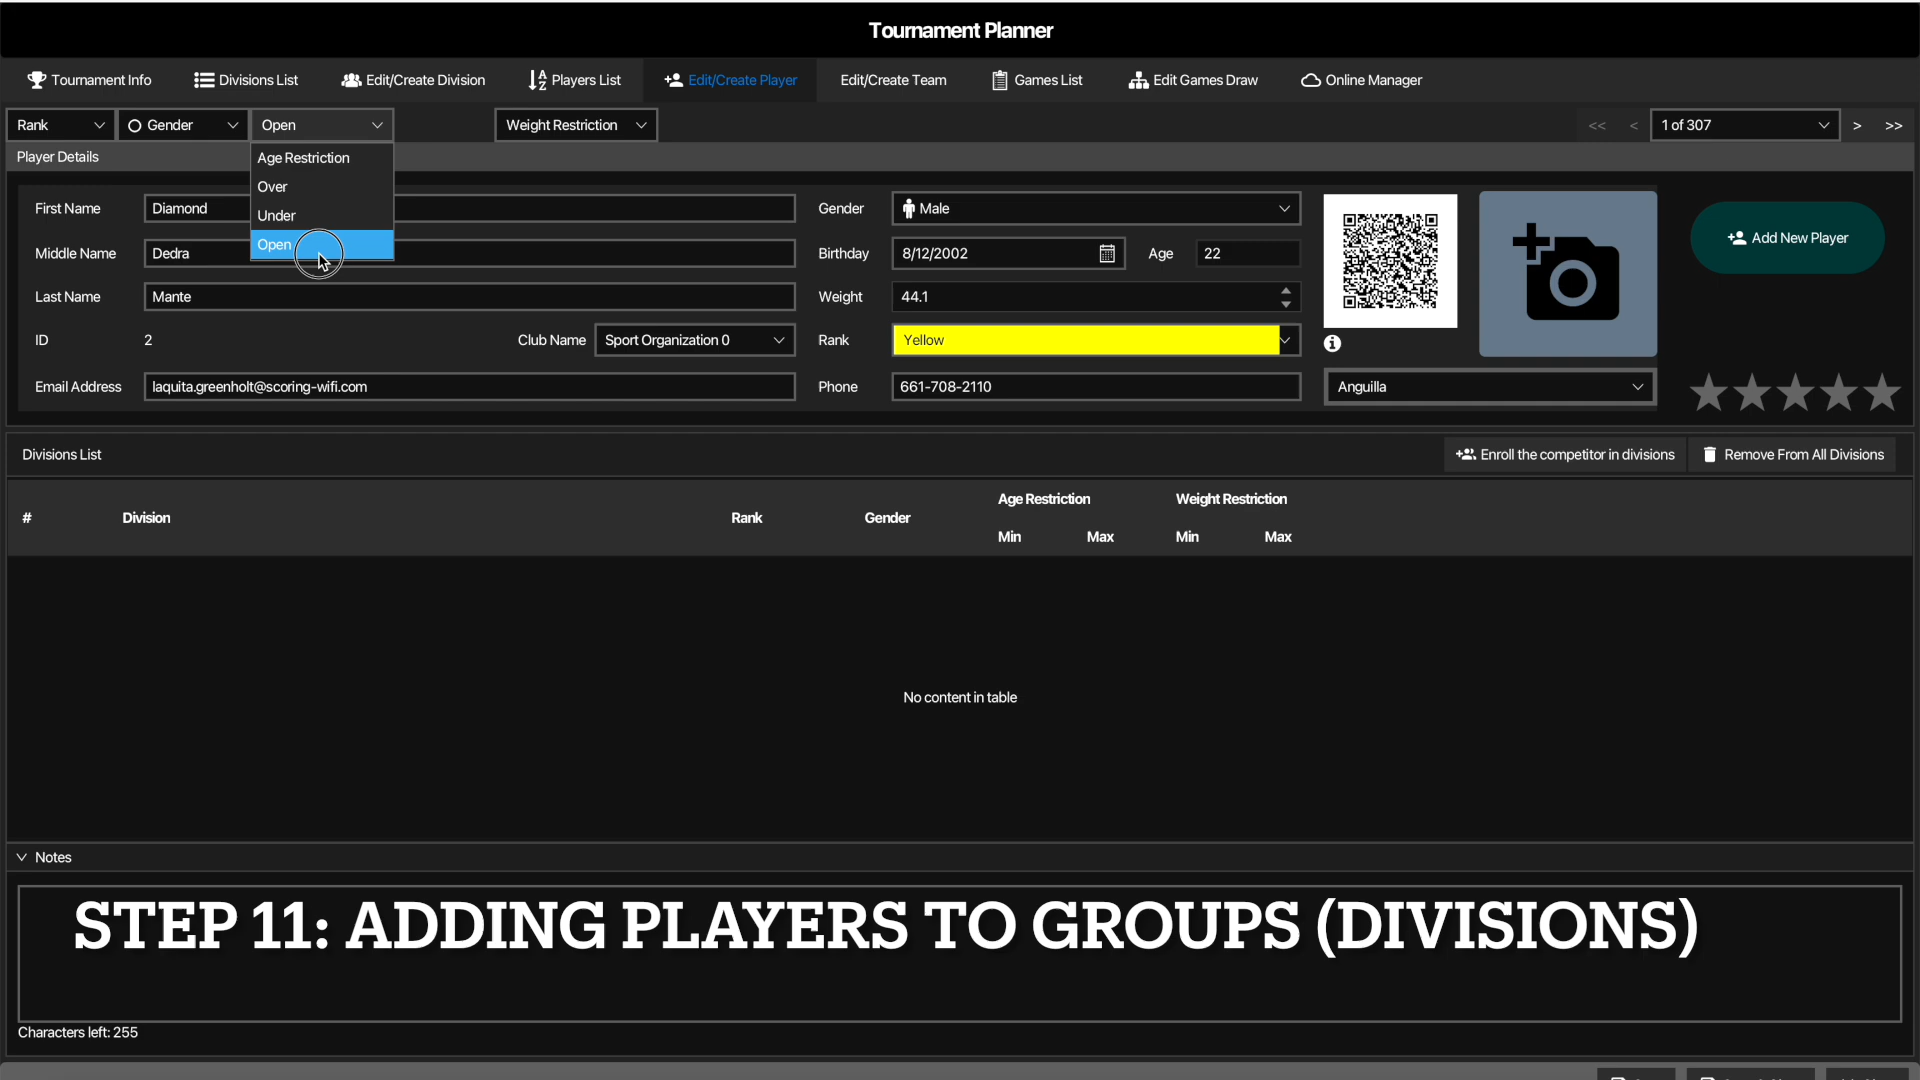 Tournament Planner
Tournament Info Divisions List Edit/Create Division Players List Edit/Create Player Edit/Create Team Games List Edit Games Draw Online Manager
Rank Gender Open Weight Restriction << < 1 of 307 > >>
Player Details
Age Restriction
Over
Under
Open
First Name Diamond Gender Male
Middle Name Dedra Birthday 8/12/2002 Age 22
Add New Player
Last Name Mante Weight 44.1
ID 2 Club Name Sport Organization 0 Rank Yellow
Email Address laquita.greenholt@scoring-wifi.com Phone 661-708-2110 Anguilla
Divisions List Enroll the competitor in divisions Remove From All Divisions
# Division Rank Gender Age Restriction Weight Restriction
Min Max Min Max
No content in table
Notes
STEP 11: ADDING PLAYERS TO GROUPS (DIVISIONS)
Characters left: 255